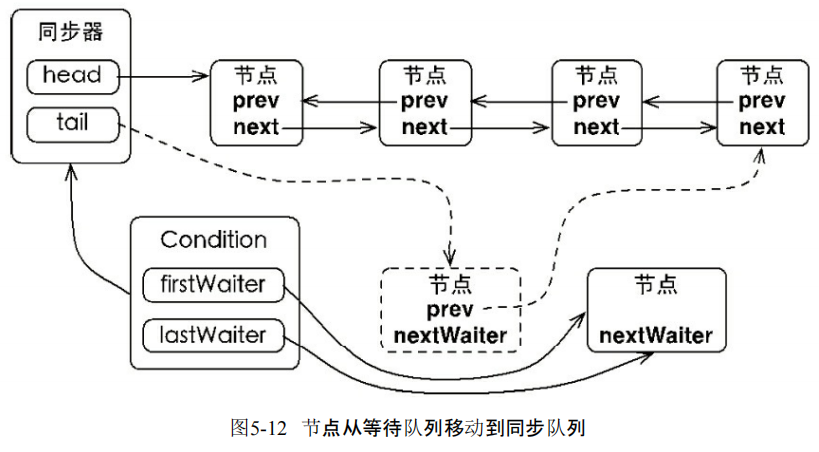 同步器
head
tail
节点
prev
next
节点
prev
next
节点
prev
next
节点
prev
next
Condition
firstWaiter
lastWaiter
节点
prev
nextWaiter
节点
nextWaiter
图5-12 节点从等待队列移动到同步队列